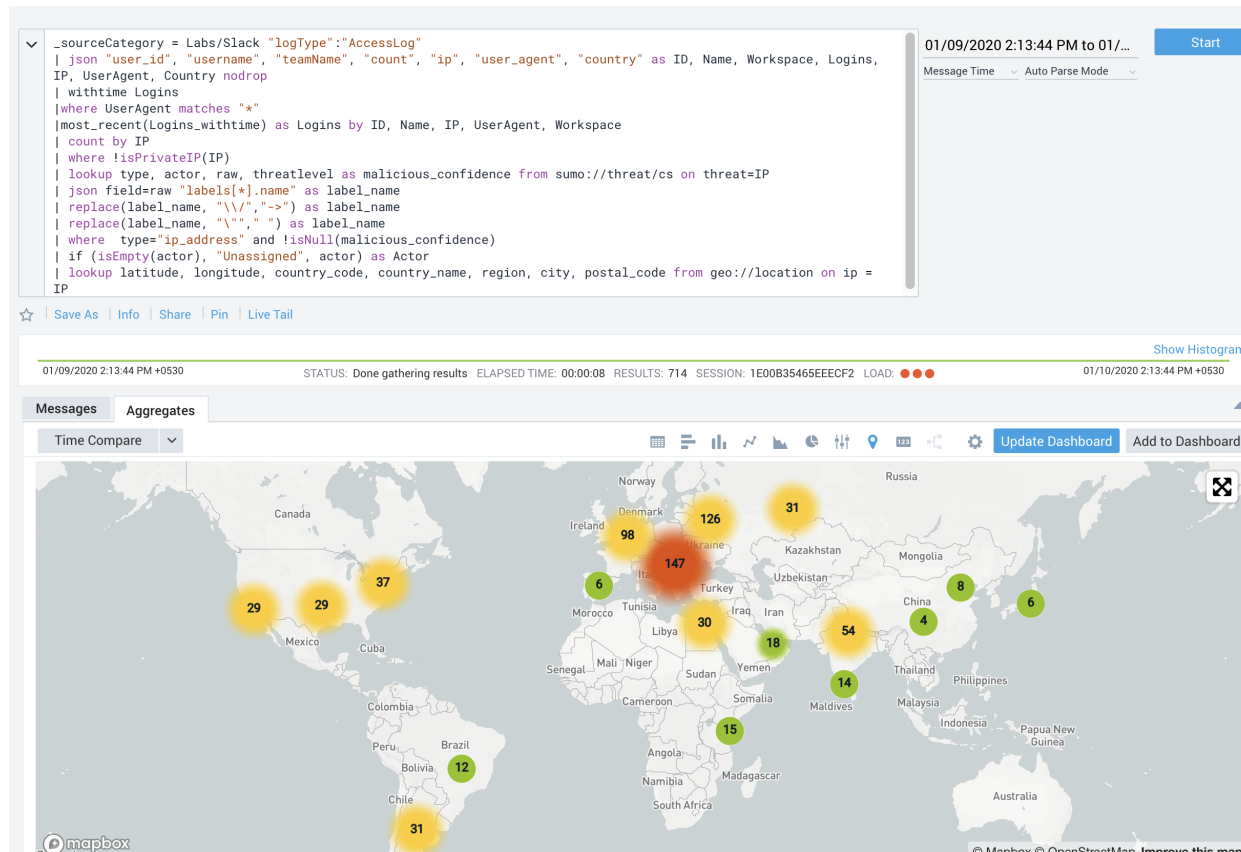 _sourceCategory = Labs/Slack "logType":"AccessLog"
| json "user_id", "username", "teamName", "count", "ip", "user_agent", "country" as ID, Name, Workspace, Logins,
IP, UserAgent, Country nodrop
| withtime Logins
|where UserAgent matches "*"
|most_recent(Logins_withtime) as Logins by ID, Name, IP, UserAgent, Workspace
| count by IP
| where !isPrivateIP(IP)
| lookup type, actor, raw, threatlevel as malicious_confidence from sumo://threat/cs on threat=IP
| json field=raw "labels[*].name" as label_name
| replace(label_name, "\\/","->") as label_name
| replace(label_name, "\""," ") as label_name
| where  type="ip_address" and !isNull(malicious_confidence)
| if (isEmpty(actor), "Unassigned", actor) as Actor
| lookup latitude, longitude, country_code, country_name, region, city, postal_code from geo://location on ip =
IP
01/09/2020 2:13:44 PM to 01/...
Start
Message Time
Auto Parse Mode
Save As | Info | Share | Pin | Live Tail
Show Histogran
01/09/2020 2:13:44 PM +0530
STATUS: Done gathering results ELAPSED TIME: 00:00:08 RESULTS: 714 SESSION: 1E00B35465EEECF2 LOAD:
01/10/2020 2:13:44 PM +0530
Messages
Aggregates
Time Compare
123
Update Dashboard
Add to Dashboard
Russia
Norway
Canada
Denmark
Ireland
31
126
98
Ukraine
Kazakhstan
Mongolia
147
Ita
37
6
Turkey
Uzbekistan
8
29
29
Tunisia
Morocco
Iraq
Iran
China
6
30
4
54
Libya
Mexico
Cuba
18
Senegal
Mali
Niger
Sudan
Yemen
Thailand
Philippines
14
Cameroon
Somalia
Maldives
Malaysia
Colombia
Indonesia
Papua New
Guinea
15
Peru
Brazil
Angola
Bolivia
12
Namibia
Madagascar
Chile
South Africa
Australia
31
mapbox
© Mapbox © OpenStreetMap Improve this map